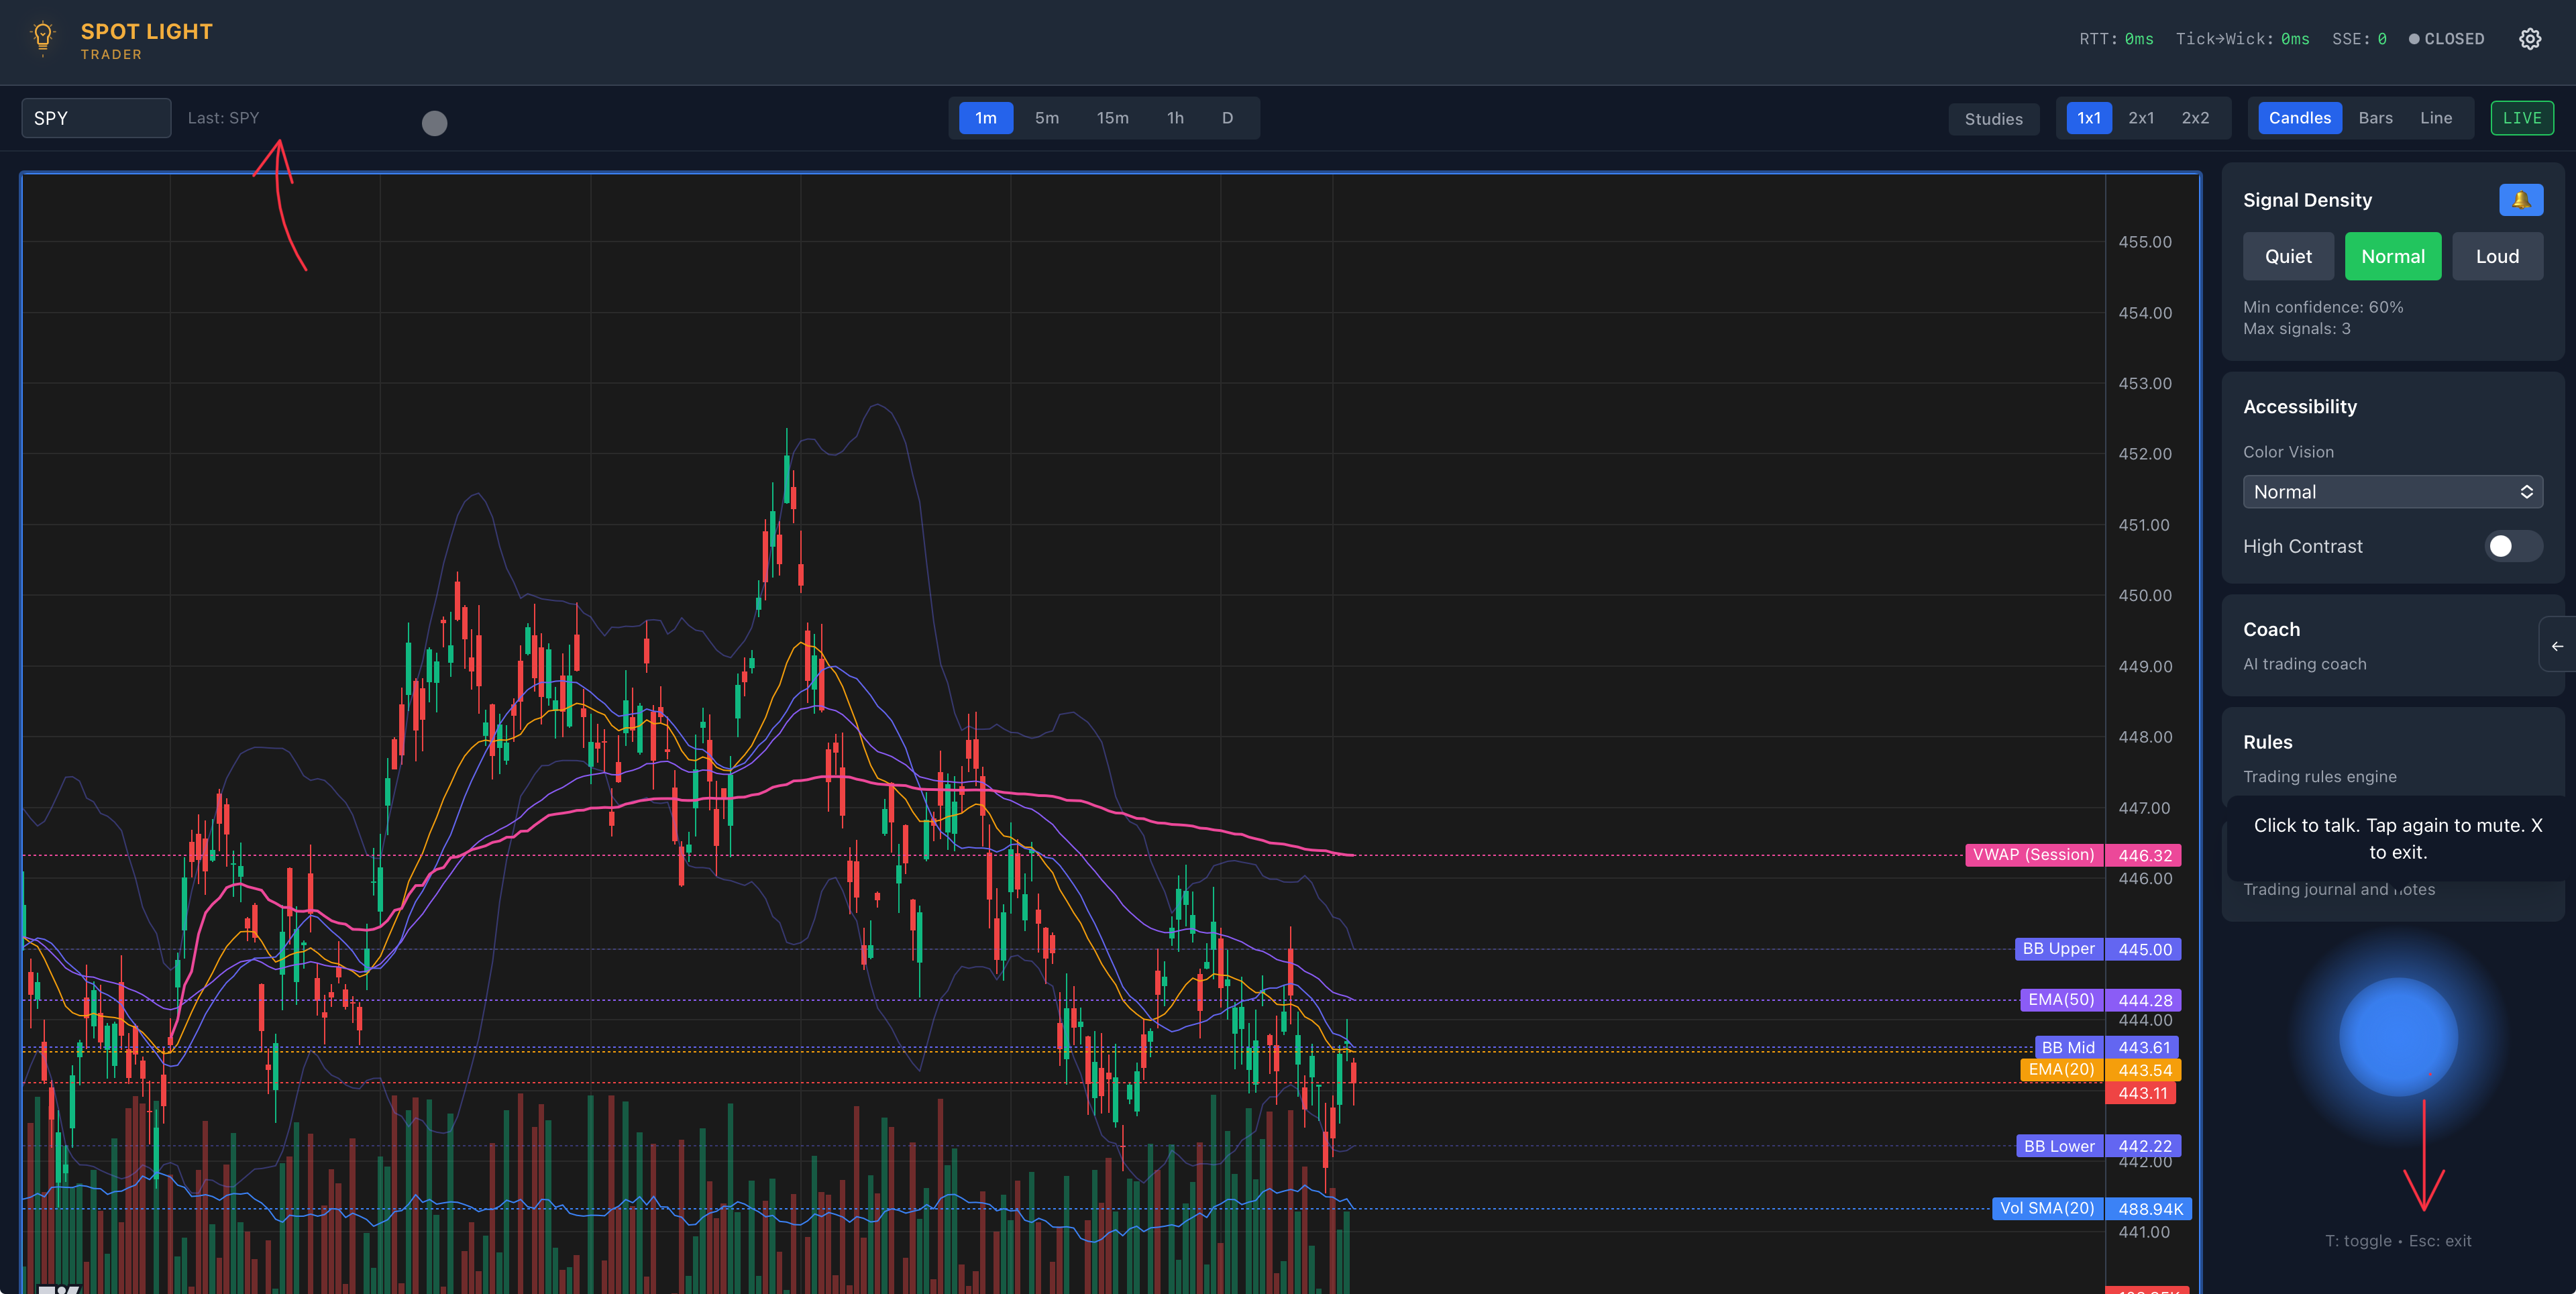 SPOT LIGHT
TRADER
RTT: 0ms Tick→Wick: 0ms SSE: 0 CLOSED
SPY Last: SPY 1m 5m 15m 1h D Studies 1x1 2x1 2x2 Candles Bars Line LIVE
455.00
454.00
453.00
452.00
451.00
450.00
449.00
448.00
447.00
VWAP (Session) 446.32
446.00
BB Upper 445.00
EMA(50) 444.28
444.00
BB Mid 443.61
EMA(20) 443.54
443.11
BB Lower 442.22
442.00
Vol SMA(20) 488.94K
441.00
Signal Density
Quiet Normal Loud
Min confidence: 60%
Max signals: 3
Accessibility
Color Vision
Normal
High Contrast
Coach
AI trading coach
Rules
Trading rules engine
Click to talk. Tap again to mute. X
to exit.
Trading journal and notes
T: toggle • Esc: exit